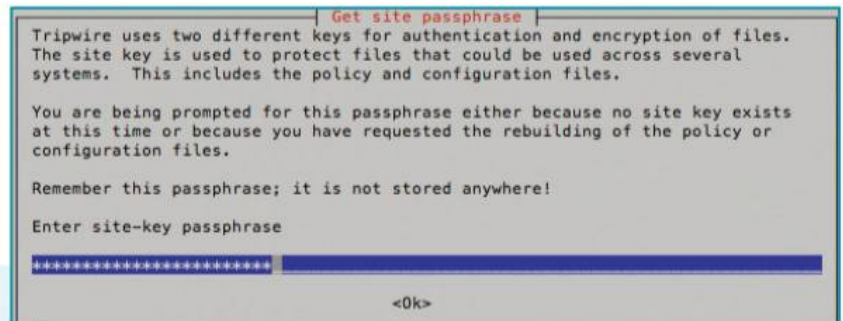 Get site passphrase
Tripwire uses two different keys for authentication and encryption of files.
The site key is used to protect files that could be used across several
systems.  This includes the policy and configuration files.
You are being prompted for this passphrase either because no site key exists
at this time or because you have requested the rebuilding of the policy or
configuration files.
Remember this passphrase; it is not stored anywhere!
Enter site-key passphrase
************************
<Ok>